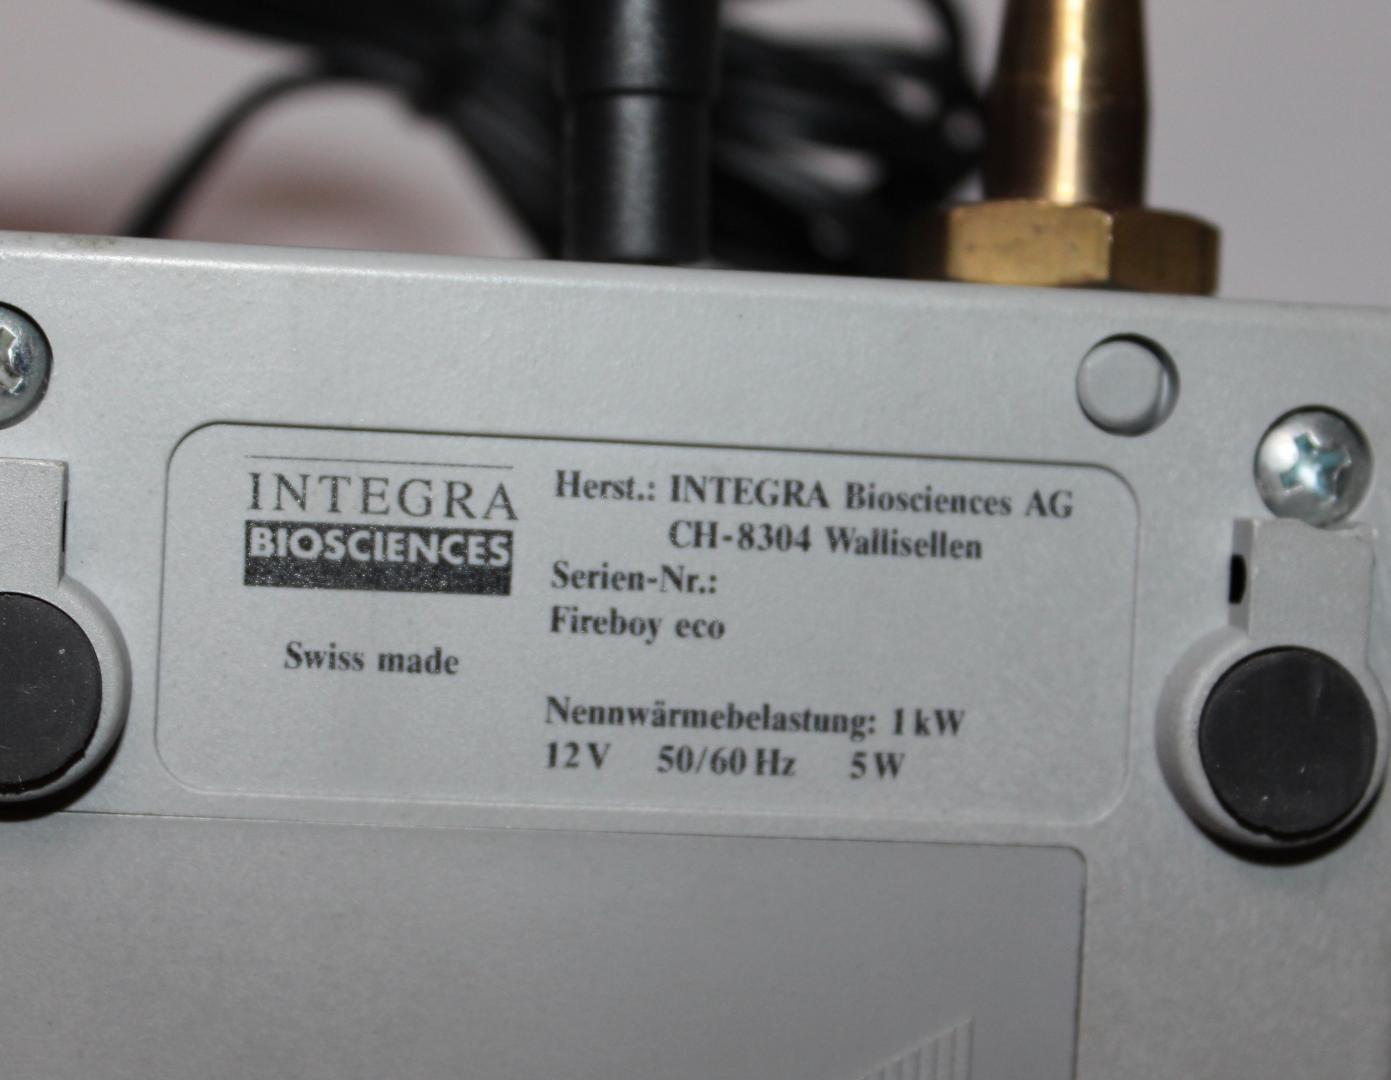 INTEGRA
BIOSCIENCES
Swiss made
Herst.: INTEGRA Biosciences AG
CH-8304 Wallisellen
Serien-Nr.:
Fireboy eco
Nennwärmebelastung: 1 kW
12 V 50/60 Hz 5 W